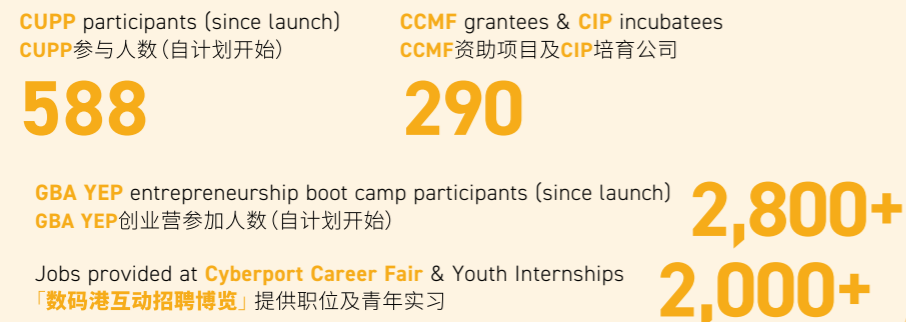 CUPP participants (since launch)
CUPP参与人数(自计划开始)
588
CCMF grantees & CIP incubatees
CCMF资助项目及CIP培育公司
290
GBA YEP entrepreneurship boot camp participants (since launch)
GBA YEP创业营参加人数(自计划开始)
2,800+
Jobs provided at Cyberport Career Fair & Youth Internships
「数码港互动招聘博览」提供职位及青年实习
2,000+